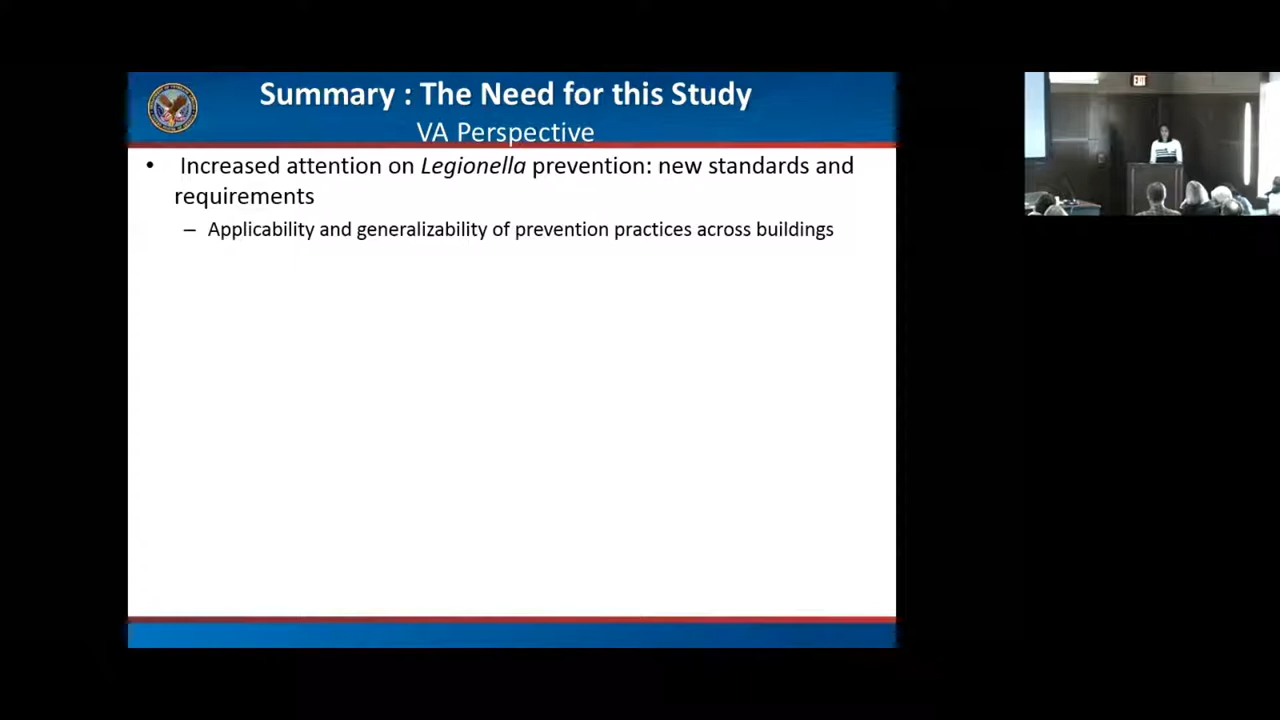 Summary : The Need for this Study
VA Perspective
• Increased attention on Legionella prevention: new standards and
requirements
– Applicability and generalizability of prevention practices across buildings
EXIT